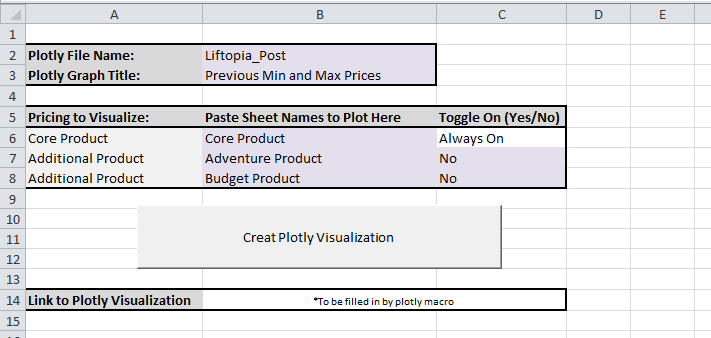 A B C D E
1
2 Plotly File Name: Liftopia_Post
3 Plotly Graph Title: Previous Min and Max Prices
4
5 Pricing to Visualize: Paste Sheet Names to Plot Here Toggle On (Yes/No)
6 Core Product Core Product Always On
7 Additional Product Adventure Product No
8 Additional Product Budget Product No
9
10
11 Creat Plotly Visualization
12
13
14 Link to Plotly Visualization *To be filled in by plotly macro
15